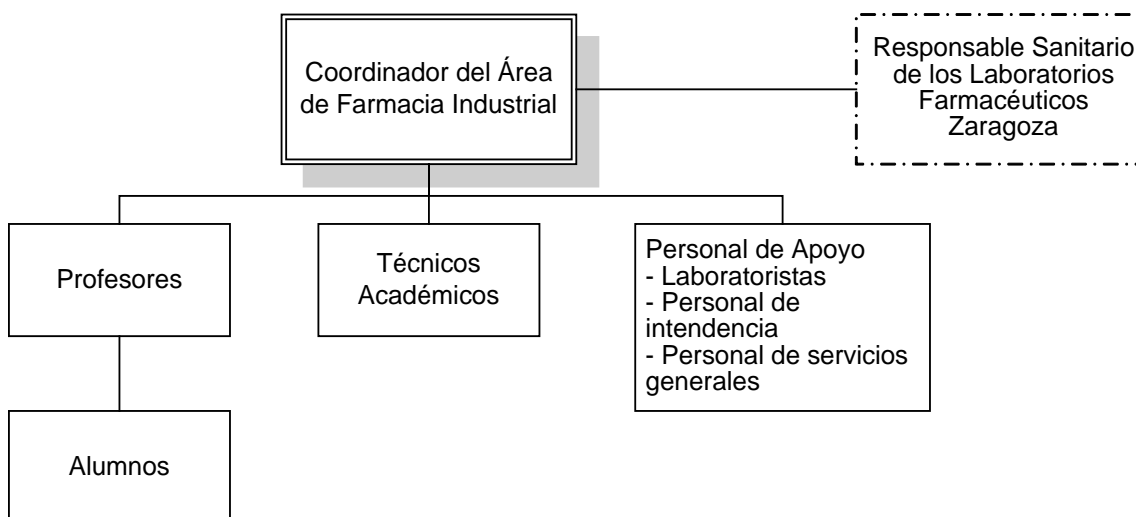 Coordinador del Área
de Farmacia Industrial
Responsable Sanitario
de los Laboratorios
Farmacéuticos
Zaragoza
Profesores
Técnicos
Académicos
Personal de Apoyo
- Laboratoristas
- Personal de
intendencia
- Personal de servicios
generales
Alumnos